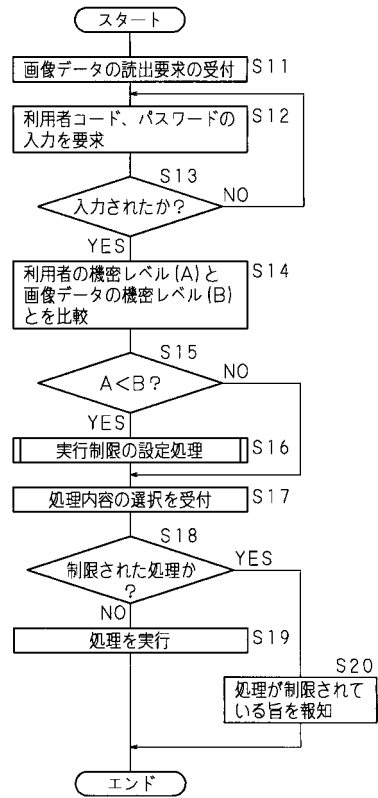 スタート
画像データの読出要求の受付
S11
利用者コード、パスワードの
入力を要求
S12
S13
入力されたか?
NO
YES
利用者の機密レベル(A)と
画像データの機密レベル(B)
とを比較
S14
S15
A<B?
NO
YES
実行制限の設定処理
S16
処理内容の選択を受付
S17
S18
制限された処理か
?
YES
NO
処理を実行
S19
S20
処理が制限されて
いる旨を報知
エンド